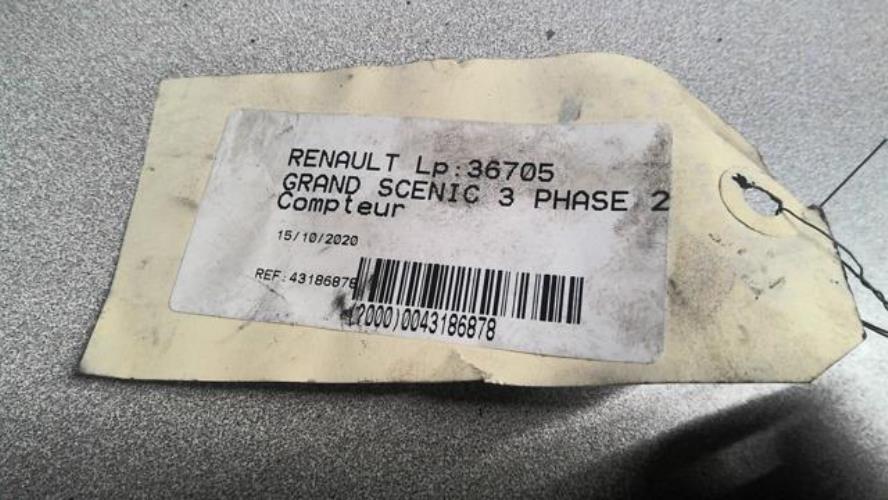 RENAULT Lp:36705
GRAND SCENIC 3 PHASE 2
Compteur
15/10/2020
REF:43186878
(2000)0043186878